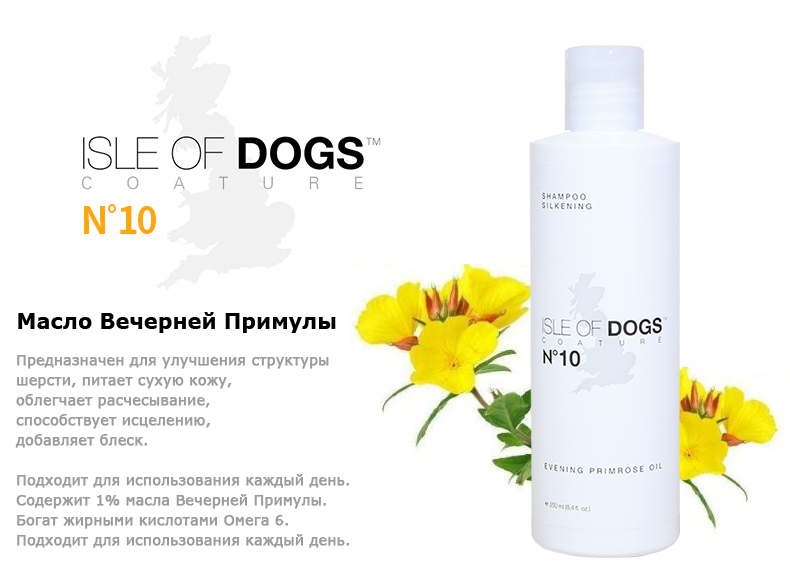 ISLE OF DOGS™
COATURE
N°10
Масло Вечерней Примулы
Предназначен для улучшения структуры
шерсти, питает сухую кожу,
облегчает расчесывание,
способствует исцелению,
добавляет блеск.
Подходит для использования каждый день.
Содержит 1% масла Вечерней Примулы.
Богат жирными кислотами Омега 6.
Подходит для использования каждый день.
SHAMPOO
SILKENING
ISLE OF DOGS™
COATURE
N°10
EVENING PRIMROSE OIL
e 250 ml (8.4 fl. oz.)